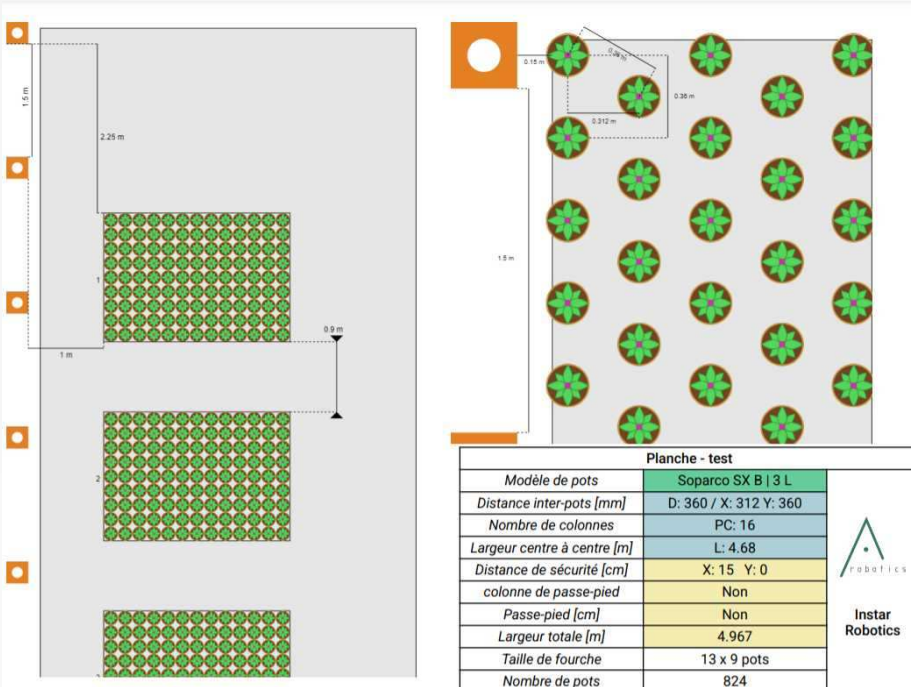 1.5 m
2.25 m
1
0.9 m
1 m
2
0.15 m
0.36 m
0.312 m
1.5 m
Planche - test
Modèle de pots Soparco SX B | 3 L
Distance inter-pots [mm] D: 360 / X: 312 Y: 360
Nombre de colonnes PC: 16
Largeur centre à centre [m] L: 4.68
Distance de sécurité [cm] X: 15 Y: 0
colonne de passe-pied Non
Passe-pied [cm] Non
Largeur totale [m] 4.967
Taille de fourche 13 x 9 pots
Nombre de pots 824
robotics
Instar
Robotics